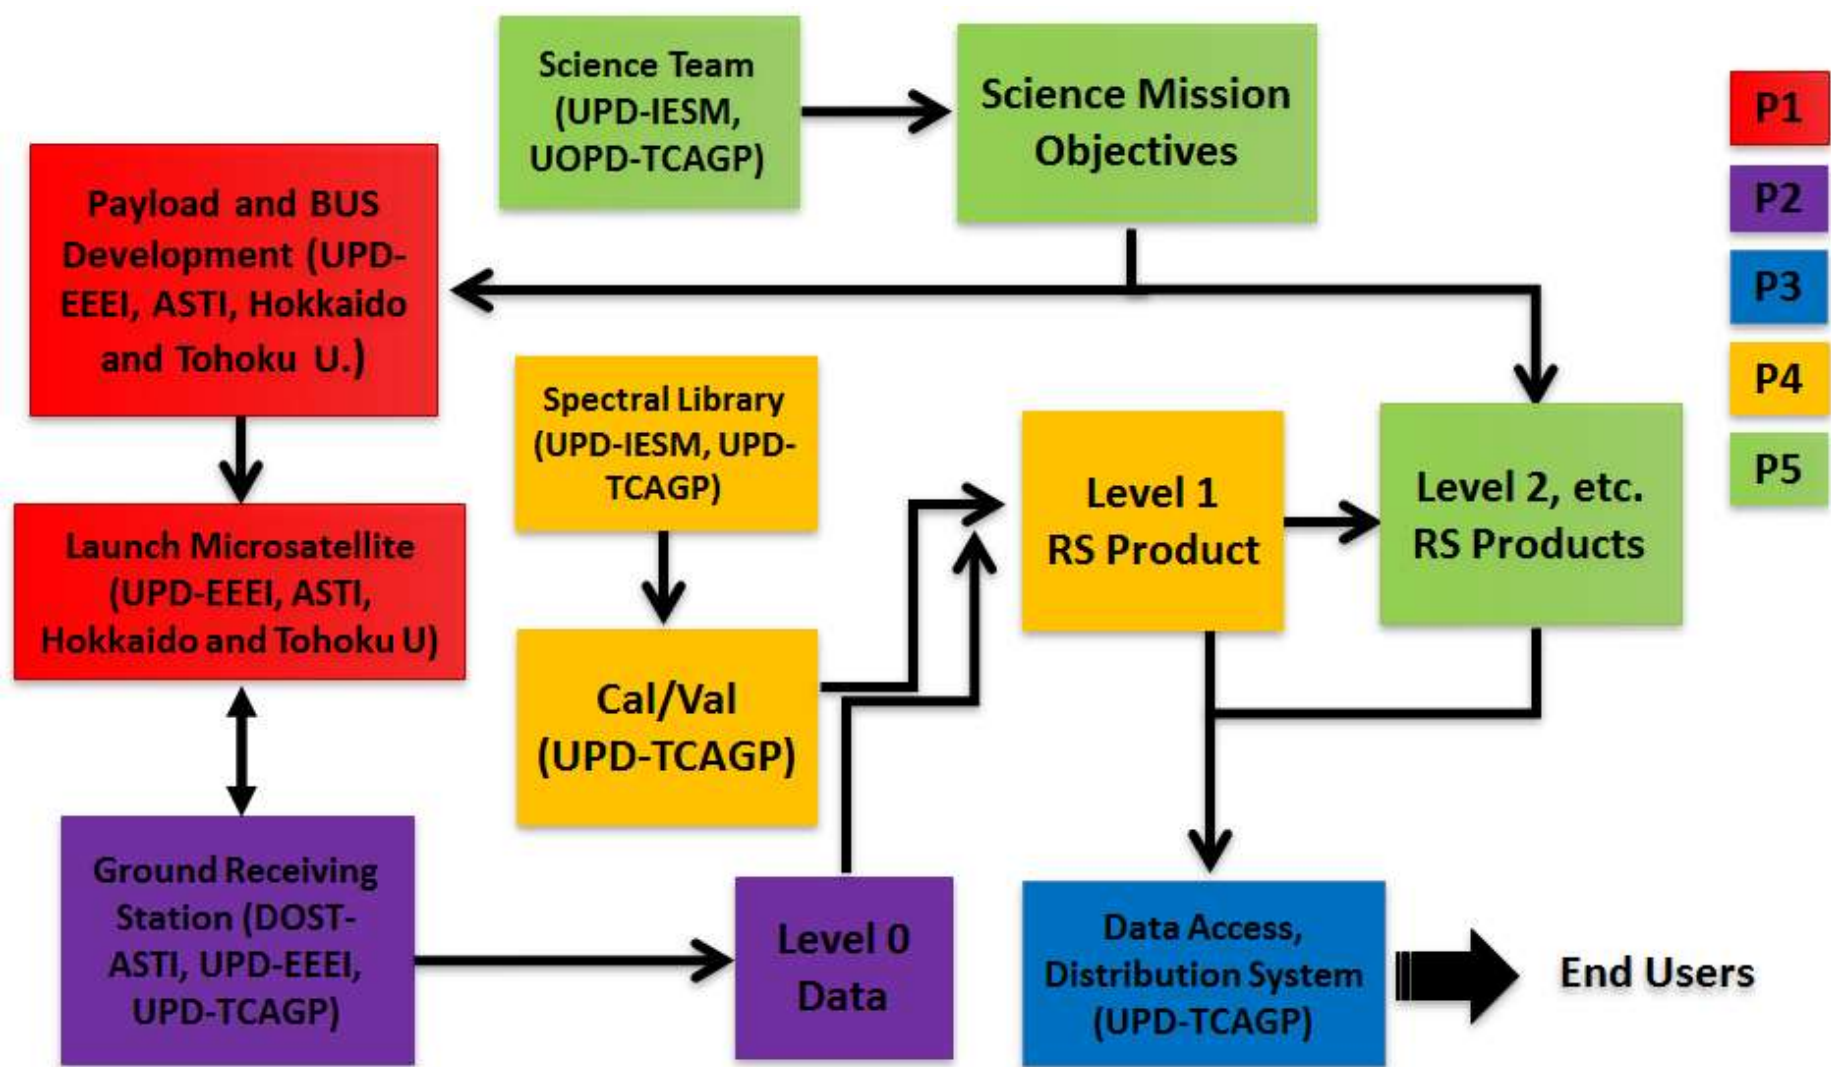 Science Team
(UPD-IESM,
UOPD-TCAGP)
Science Mission
Objectives
P1
P2
P3
P4
P5
Payload and BUS
Development (UPD-
EEEI, ASTI, Hokkaido
and Tohoku U.)
Spectral Library
(UPD-IESM, UPD-
TCAGP)
Level 1
RS Product
Level 2, etc.
RS Products
Launch Microsatellite
(UPD-EEEI, ASTI,
Hokkaido and Tohoku U)
Cal/Val
(UPD-TCAGP)
Ground Receiving
Station (DOST-
ASTI, UPD-EEEI,
UPD-TCAGP)
Level 0
Data
Data Access,
Distribution System
(UPD-TCAGP)
End Users